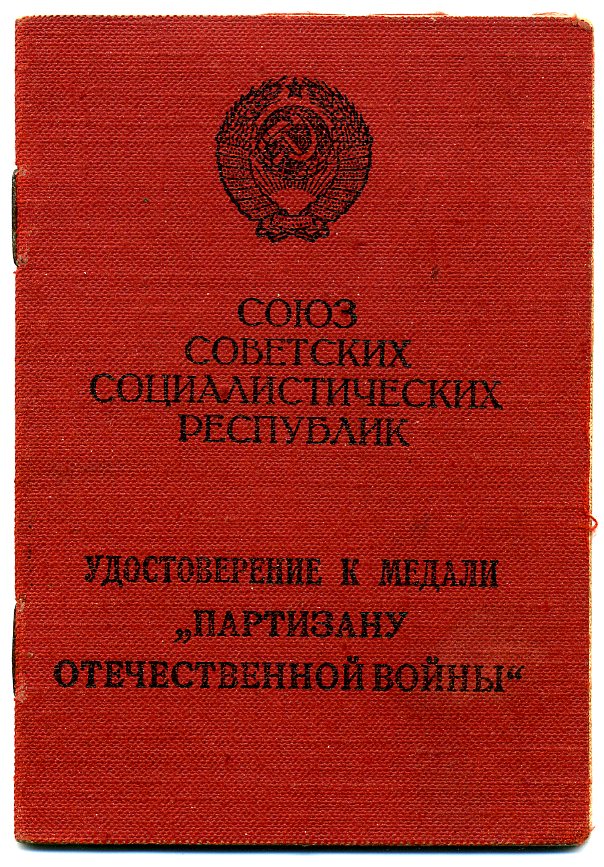 СОЮЗ
СОВЕТСКИХ
СОЦИАЛИСТИЧЕСКИХ
РЕСПУБЛИК
УДОСТОВЕРЕНИЕ К МЕДАЛИ
„ПАРТИЗАНУ
ОТЕЧЕСТВЕННОЙ ВОЙНЫ“